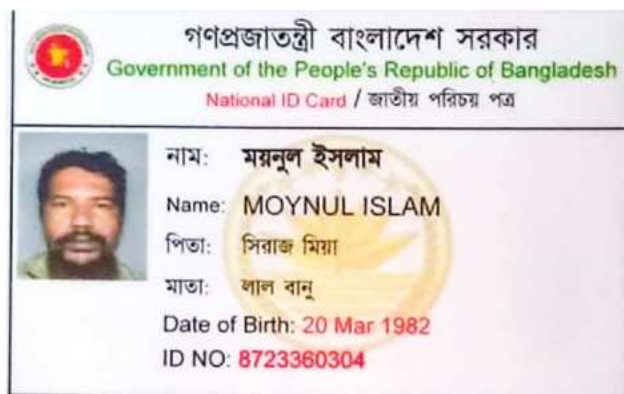 গণপ্রজাতন্ত্রী বাংলাদেশ সরকার
Government of the People's Republic of Bangladesh
National ID Card / জাতীয় পরিচয় পত্র
নাম: ময়নুল ইসলাম
Name: MOYNUL ISLAM
পিতা: সিরাজ মিয়া
মাতা: লাল বানু
Date of Birth: 20 Mar 1982
ID NO: 8723360304